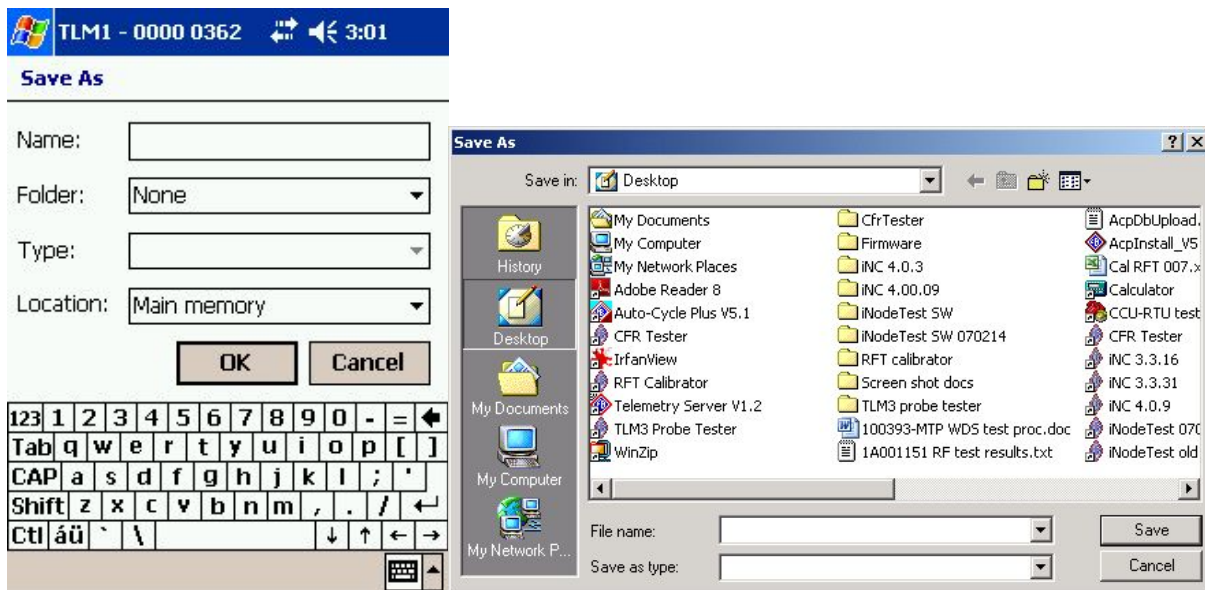 TLM1 - 0000 0362 3:01
Save As
Name:
Folder: None
Type:
Location: Main memory
OK Cancel
123 1 2 3 4 5 6 7 8 9 0 - =
Tab q w e r t y u i o p [ ]
CAP a s d f g h j k l ; '
Shift z x c v b n m , . /
Ctl áü ` \ ↓ ↑ ← →
Save As
Save in: Desktop
History
Desktop
My Documents
My Computer
My Network P...
My Documents
My Computer
My Network Places
Adobe Reader 8
Auto-Cycle Plus V5.1
CFR Tester
IrfanView
RFT Calibrator
Telemetry Server V1.2
TLM3 Probe Tester
WinZip
CfrTester
Firmware
iNC 4.0.3
iNC 4.00.09
iNodeTest SW
iNodeTest SW 070214
RFT calibrator
Screen shot docs
TLM3 probe tester
100393-MTP WDS test proc.doc
1A001151 RF test results.txt
AcpDbUpload.
AcpInstall_V5
Cal RFT 007.x
Calculator
CCU-RTU test
CFR Tester
iNC 3.3.16
iNC 3.3.31
iNC 4.0.9
iNodeTest 070
iNodeTest old
File name:
Save
Save as type:
Cancel